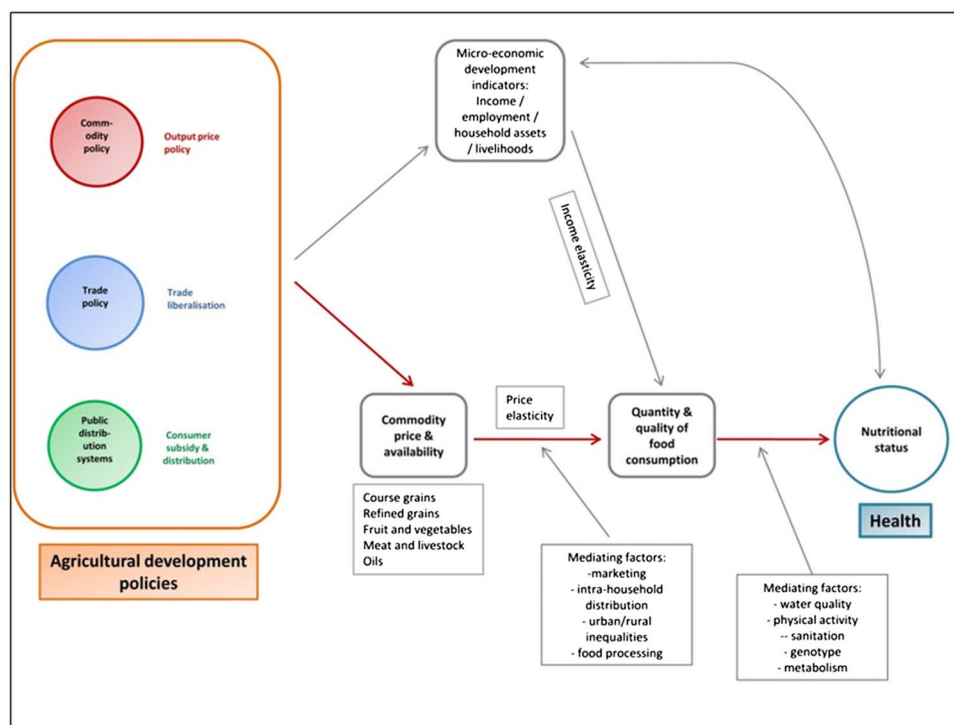 Comm-
odity
policy
Output price
policy
Trade
policy
Trade
liberalisation
Public
distrib-
ution
systems
Consumer
subsidy &
distribution
Agricultural development
policies
Micro-economic
development
indicators:
Income /
employment /
household assets
/ livelihoods
Income elasticity
Commodity
price &
availability
Price
elasticity
Quantity &
quality of
food
consumption
Nutritional
status
Health
Course grains
Refined grains
Fruit and vegetables
Meat and livestock
Oils
Mediating factors:
-marketing
- intra-household
distribution
- urban/rural
inequalities
- food processing
Mediating factors:
- water quality
- physical activity
-- sanitation
- genotype
- metabolism